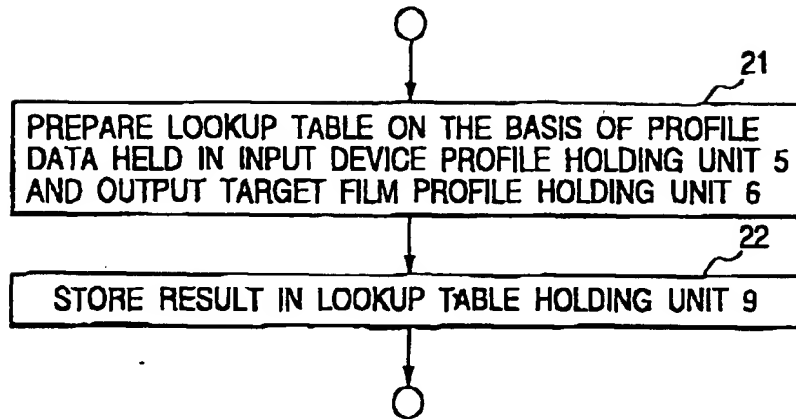 21
PREPARE LOOKUP TABLE ON THE BASIS OF PROFILE
DATA HELD IN INPUT DEVICE PROFILE HOLDING UNIT 5
AND OUTPUT TARGET FILM PROFILE HOLDING UNIT 6
22
STORE RESULT IN LOOKUP TABLE HOLDING UNIT 9